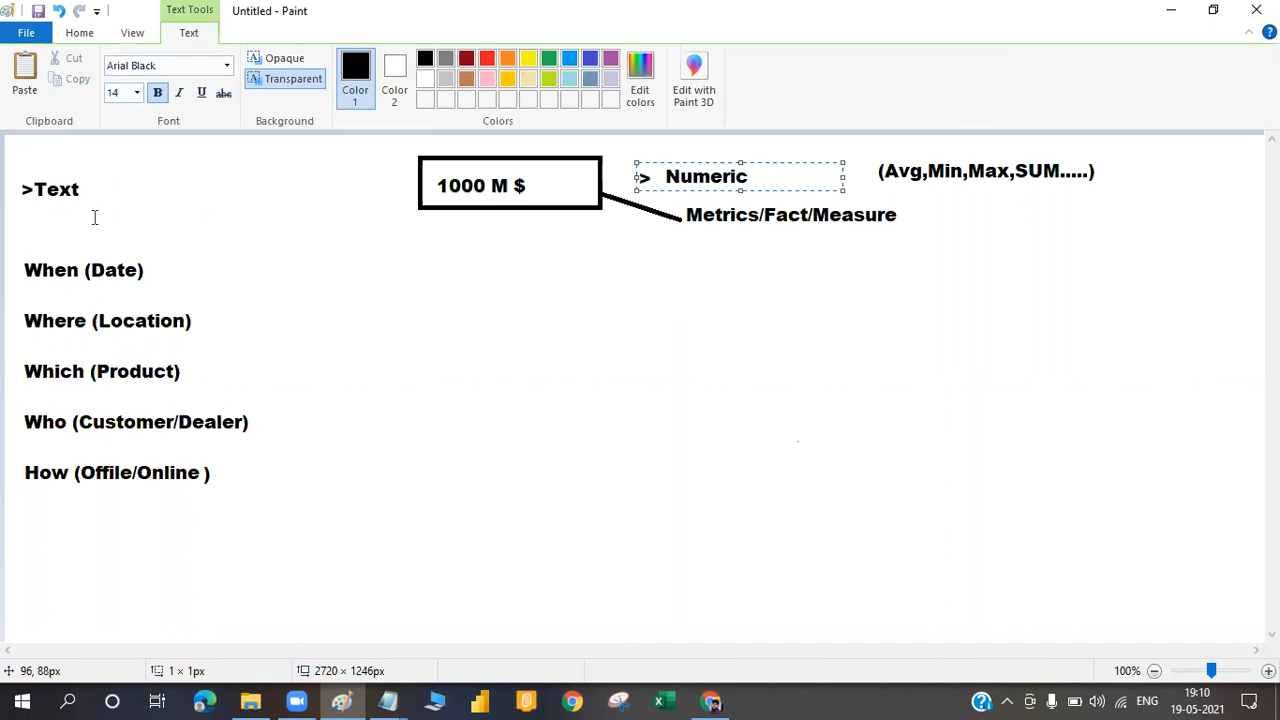 Text Tools
Untitled - Paint
File
Home
View
Text
Paste
Cut
Copy
Clipboard
Arial Black
14
B
I
U
abc
Font
Opaque
Transparent
Background
Color
1
Color
2
Edit
colors
Colors
Edit with
Paint 3D
>Text
1000 M $
> Numeric
(Avg,Min,Max,SUM.....)
Metrics/Fact/Measure
When (Date)
Where (Location)
Which (Product)
Who (Customer/Dealer)
How (Offile/Online )
96, 88px
1 × 1px
2720 × 1246px
100%
ENG
19:10
19-05-2021